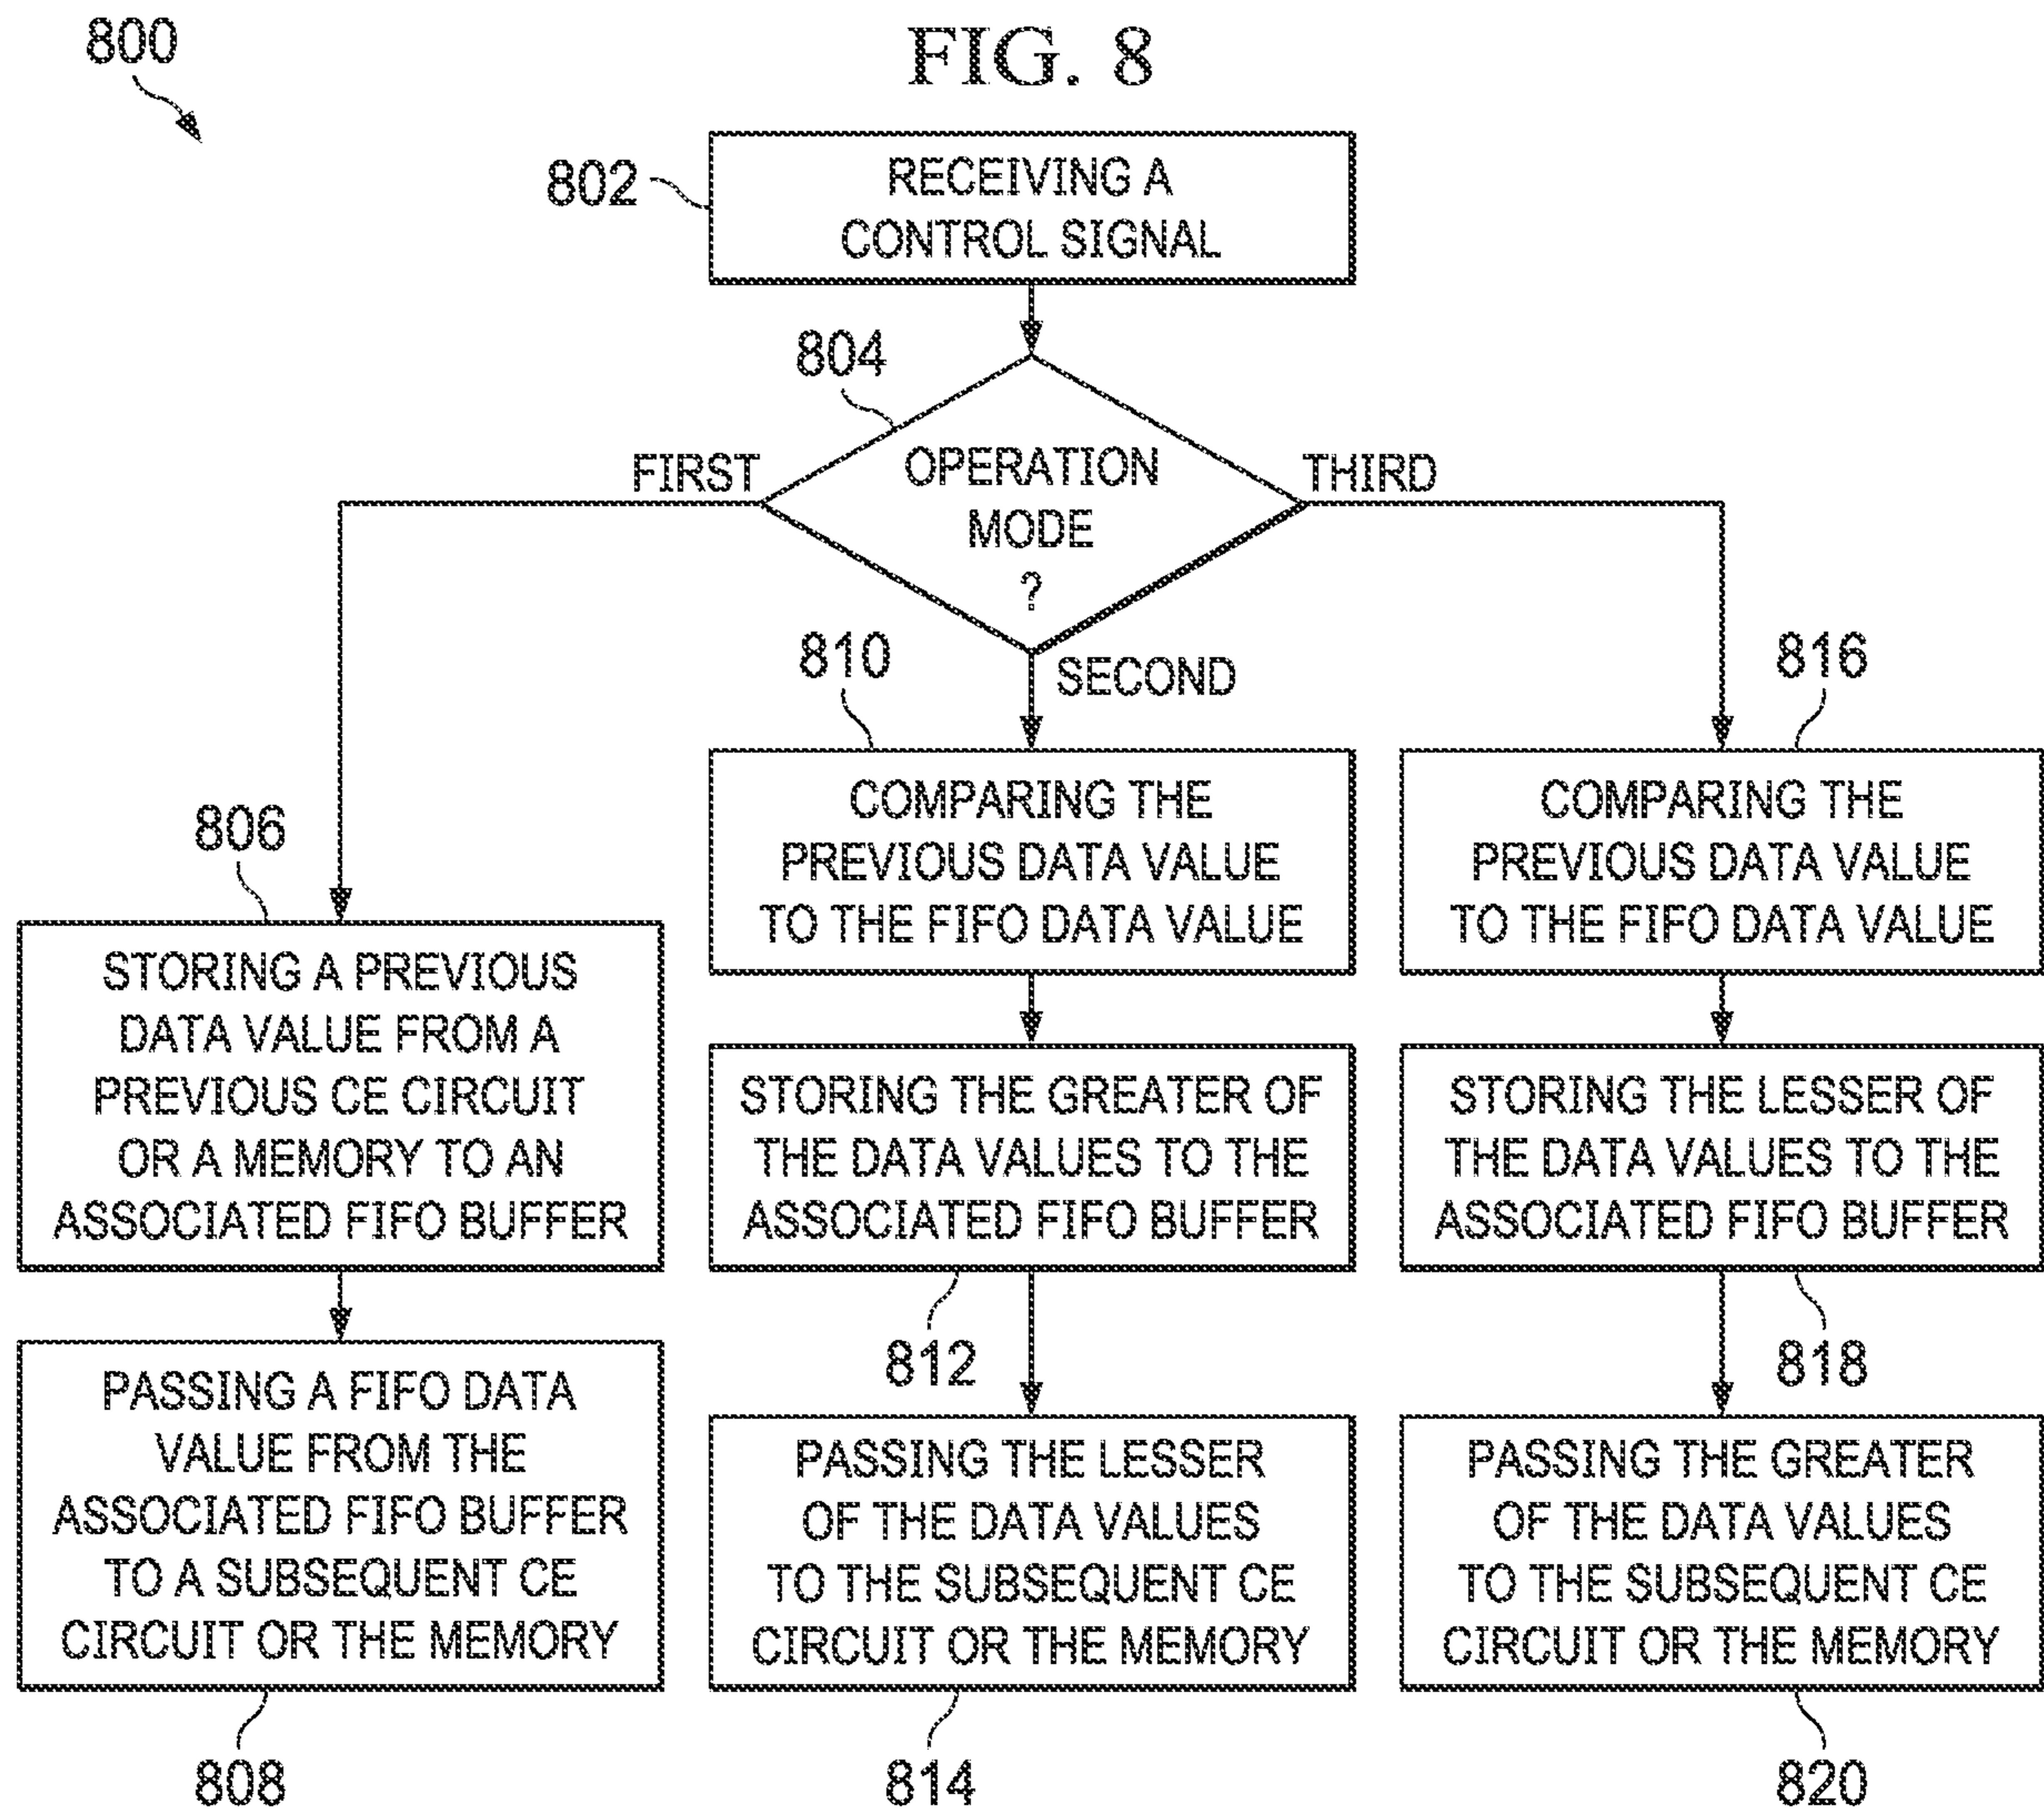 800
FIG. 8
802
RECEIVING A
CONTROL SIGNAL
804
OPERATION
MODE
?
FIRST
THIRD
SECOND
806
STORING A PREVIOUS
DATA VALUE FROM A
PREVIOUS CE CIRCUIT
OR A MEMORY TO AN
ASSOCIATED FIFO BUFFER
PASSING A FIFO DATA
VALUE FROM THE
ASSOCIATED FIFO BUFFER
TO A SUBSEQUENT CE
CIRCUIT OR THE MEMORY
808
810
COMPARING THE
PREVIOUS DATA VALUE
TO THE FIFO DATA VALUE
STORING THE GREATER OF
THE DATA VALUES TO THE
ASSOCIATED FIFO BUFFER
812
PASSING THE LESSER
OF THE DATA VALUES
TO THE SUBSEQUENT CE
CIRCUIT OR THE MEMORY
814
816
COMPARING THE
PREVIOUS DATA VALUE
TO THE FIFO DATA VALUE
STORING THE LESSER OF
THE DATA VALUES TO THE
ASSOCIATED FIFO BUFFER
818
PASSING THE GREATER
OF THE DATA VALUES
TO THE SUBSEQUENT CE
CIRCUIT OR THE MEMORY
820